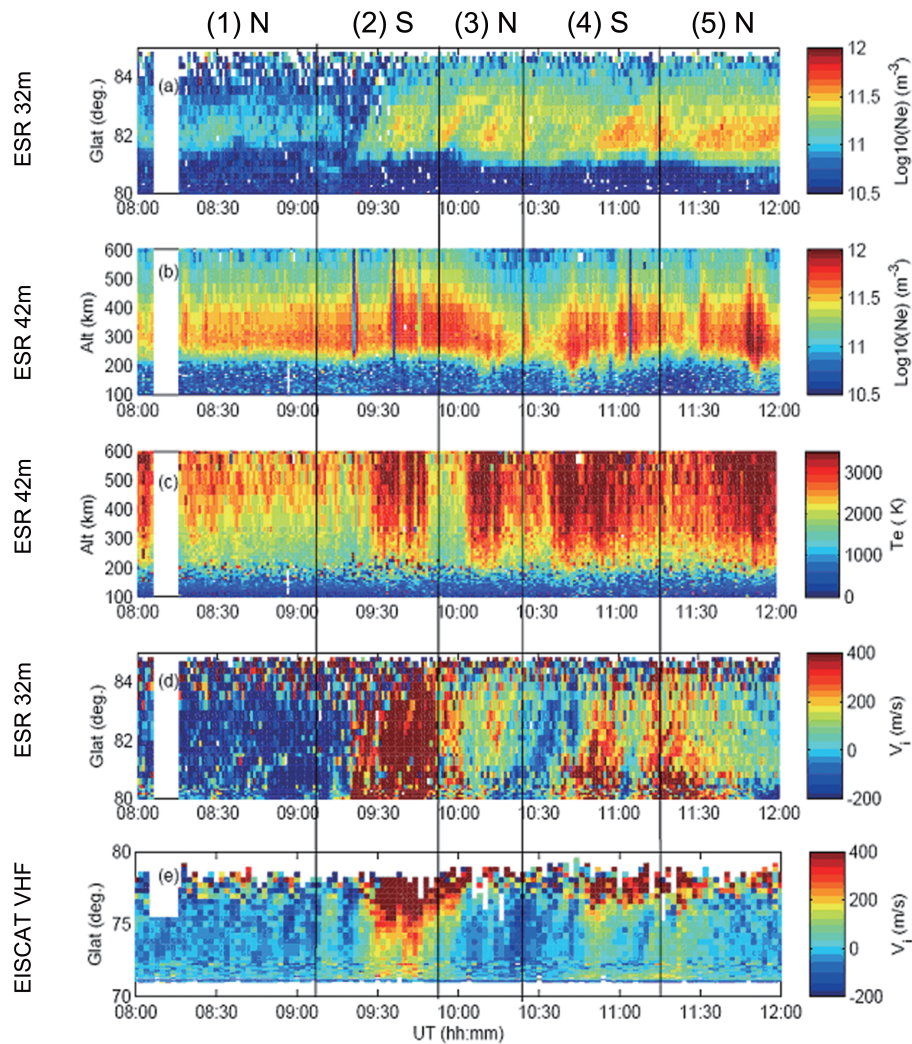 (1) N (2) S (3) N (4) S (5) N
ESR 32m
Glat (deg.)
84
82
80
(a)
08:00 08:30 09:00 09:30 10:00 10:30 11:00 11:30 12:00
12
11.5
11
10.5
Log10(Ne) (m-3)
ESR 42m
Alt (km)
600
500
400
300
200
100
(b)
08:00 08:30 09:00 09:30 10:00 10:30 11:00 11:30 12:00
12
11.5
11
10.5
Log10(Ne) (m-3)
ESR 42m
Alt (km)
600
500
400
300
200
100
(c)
08:00 08:30 09:00 09:30 10:00 10:30 11:00 11:30 12:00
3000
2000
1000
0
Te ( K)
ESR 32m
Glat (deg.)
84
82
80
(d)
08:00 08:30 09:00 09:30 10:00 10:30 11:00 11:30 12:00
400
200
0
-200
Vi (m/s)
EISCAT VHF
Glat (deg.)
80
75
70
(e)
08:00 08:30 09:00 09:30 10:00 10:30 11:00 11:30 12:00
UT (hh:mm)
400
200
0
-200
Vi (m/s)